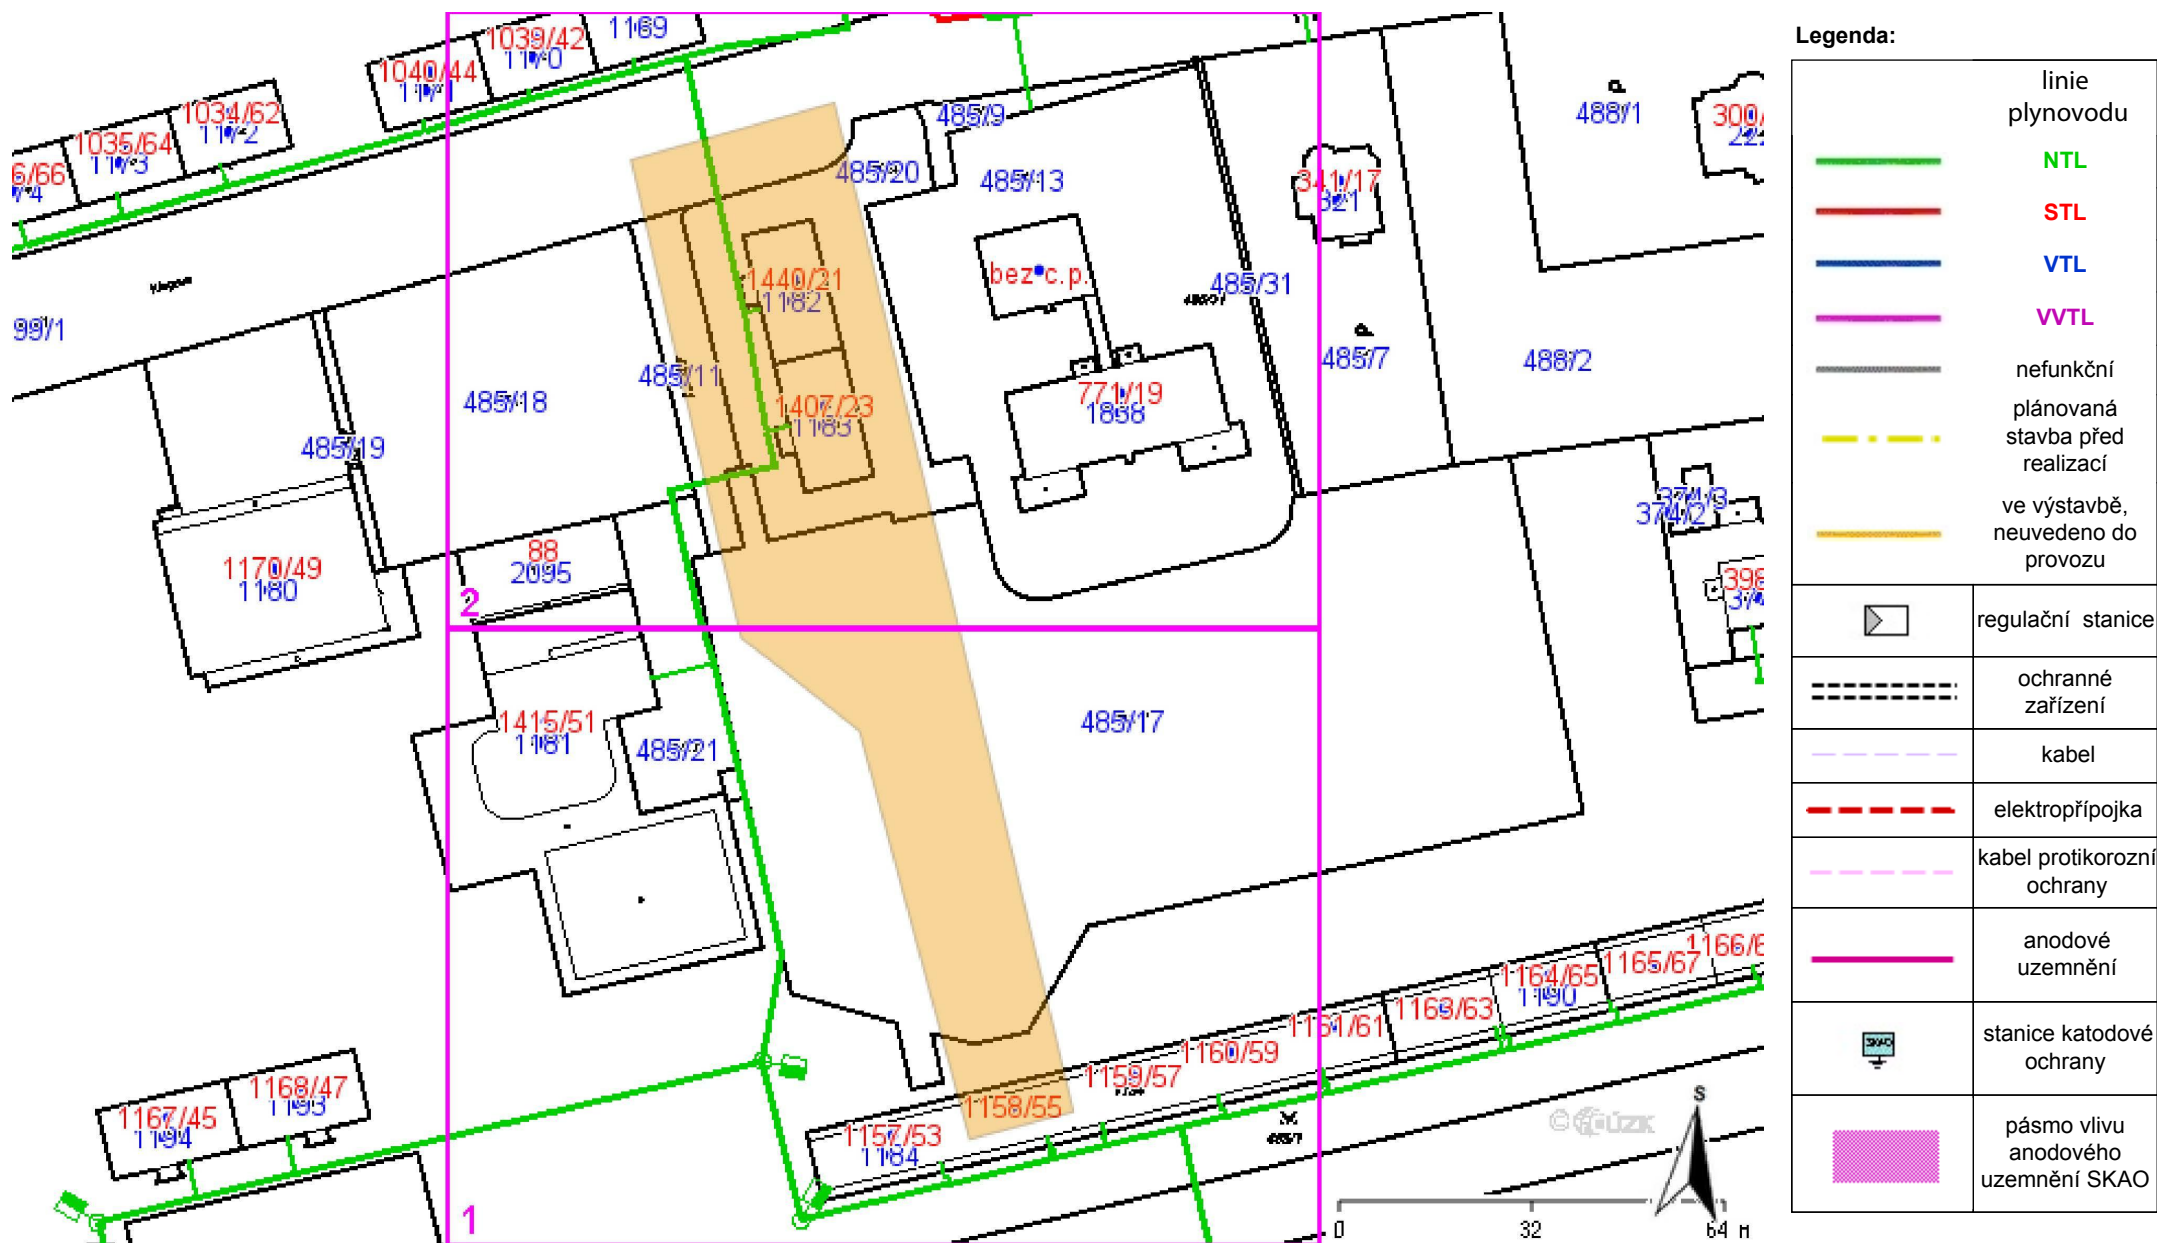 1039/42
1169
1170
1040/44
1171
1034/62
1172
1035/64
1173
6/66
485/9
485/20
485/13
488/1
300/
341/17
321
99/1
1440/21
1182
bez c.p.
485/31
485/7
488/2
485/18
485/11
1407/23
1183
771/19
1868
485/19
374/3
374/2
88
2095
1170/49
1180
398
2
1415/51
1181
485/21
485/17
1166/6
1165/67
1164/65
1190
1163/63
1161/61
1160/59
1159/57
1158/55
1157/53
1184
1168/47
1193
1167/45
1194
1
© ČÚZK
S
0
32
64 M
Legenda:
linie
plynovodu
NTL
STL
VTL
VVTL
nefunkční
plánovaná
stavba před
realizací
ve výstavbě,
neuvedeno do
provozu
regulační stanice
ochranné
zařízení
kabel
elektropřípojka
kabel protikorozní
ochrany
anodové
uzemnění
SKAO
stanice katodové
ochrany
pásmo vlivu
anodového
uzemnění SKAO